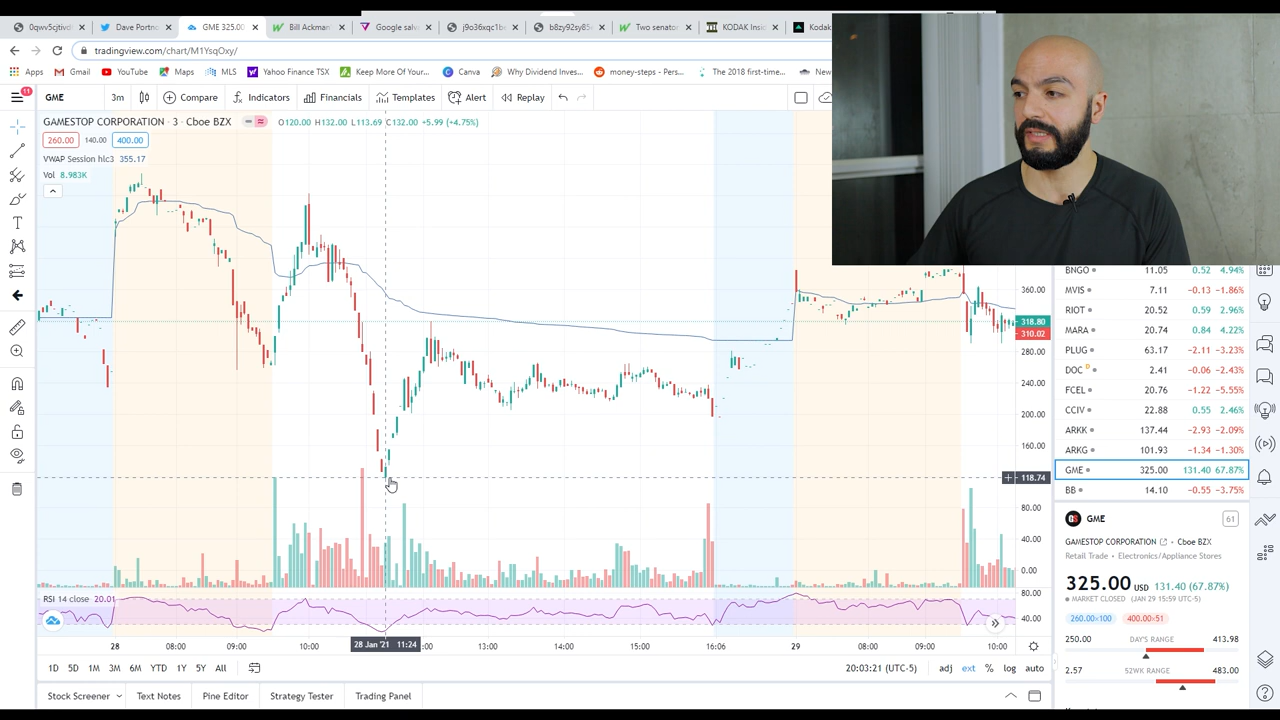 0qwv5cjtivd
Dave Portno
GME 325.00
Bill Ackman
Google salv
j9o36xqc1b
b8zy92sy85
Two senator
KODAK Insid
Kodak
tradingview.com/chart/M1YsqOxy/
Apps Gmail YouTube Maps MLS Yahoo Finance TSX Keep More Of Your... Canva Why Dividend Inves... money-steps - Pers... The 2018 first-time... New
11
GME 3m Compare Indicators Financials Templates Alert Replay
GAMESTOP CORPORATION · 3 · Cboe BZX O120.00 H132.00 L113.69 C132.00 +5.99 (+4.75%)
260.00 140.00 400.00
VWAP Session hlc3 355.17
Vol 8.983K
360.00
318.80
310.02
280.00
240.00
200.00
160.00
118.74
80.00
40.00
0.00
RSI 14 close 20.01
80.00
40.00
28 08:00 09:00 10:00 28 Jan '21 11:24 :00 13:00 14:00 15:00 16:06 29 08:00 09:00 10:00
1D 5D 1M 3M 6M YTD 1Y 5Y All
20:03:21 (UTC-5) adj ext % log auto
Stock Screener Text Notes Pine Editor Strategy Tester Trading Panel
BNGO 11.05 0.52 4.94%
MVIS 7.11 -0.13 -1.86%
RIOT 20.52 0.59 2.96%
MARA 20.74 0.84 4.22%
PLUG 63.17 -2.11 -3.23%
DOC D 2.41 -0.06 -2.43%
FCEL 20.76 -1.22 -5.55%
CCIV 22.88 0.55 2.46%
ARKK 137.44 -2.93 -2.09%
ARKG 101.93 -1.34 -1.30%
GME 325.00 131.40 67.87%
BB 14.10 -0.55 -3.75%
GME 61
GAMESTOP CORPORATION Cboe BZX
Retail Trade • Electronics/Appliance Stores
325.00 USD 131.40 (67.87%)
MARKET CLOSED (JAN 29 15:59 UTC-5)
260.00×100 400.00×51
250.00 DAY'S RANGE 413.98
2.57 52WK RANGE 483.00